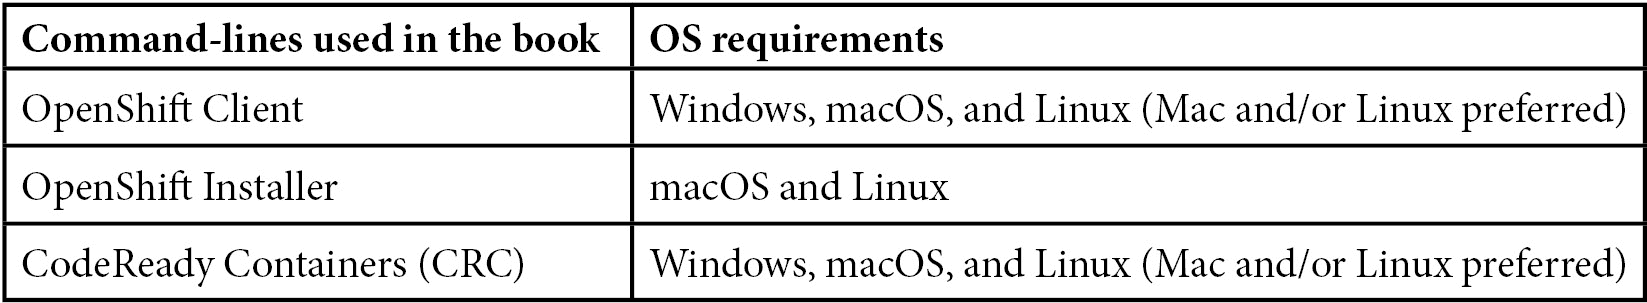 Command-lines used in the book OS requirements
OpenShift Client Windows, macOS, and Linux (Mac and/or Linux preferred)
OpenShift Installer macOS and Linux
CodeReady Containers (CRC) Windows, macOS, and Linux (Mac and/or Linux preferred)